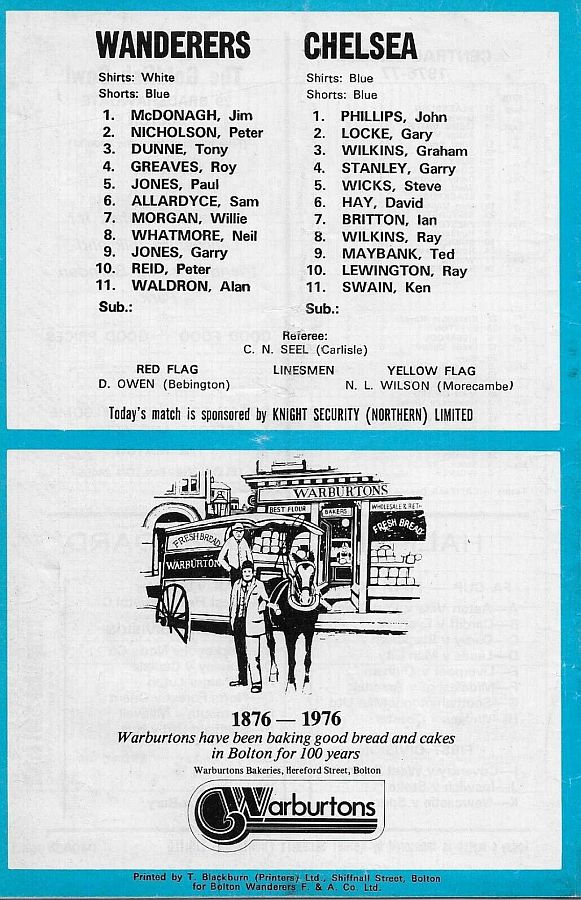 WANDERERS
Shirts: White
Shorts: Blue
1. McDONAGH, Jim
2. NICHOLSON, Peter
3. DUNNE, Tony
4. GREAVES, Roy
5. JONES, Paul
6. ALLARDYCE, Sam
7. MORGAN, Willie
8. WHATMORE, Neil
9. JONES, Garry
10. REID, Peter
11. WALDRON, Alan
Sub.:
CHELSEA
Shirts: Blue
Shorts: Blue
1. PHILLIPS, John
2. LOCKE, Gary
3. WILKINS, Graham
4. STANLEY, Garry
5. WICKS, Steve
6. HAY, David
7. BRITTON, Ian
8. WILKINS, Ray
9. MAYBANK, Ted
10. LEWINGTON, Ray
11. SWAIN, Ken
Sub.:
Referee:
C. N. SEEL (Carlisle)
RED FLAG LINESMEN YELLOW FLAG
D. OWEN (Bebington) N. L. WILSON (Morecambe)
Today's match is sponsored by KNIGHT SECURITY (NORTHERN) LIMITED
WARBURTONS
BEST FLOUR BAKERS WHOLESALE & RET-
FRESH BREAD
FRESH BREAD
WARBURTON
1876 — 1976
Warburtons have been baking good bread and cakes
in Bolton for 100 years
Warburtons Bakeries, Hereford Street, Bolton
Warburtons
Printed by T. Blackburn (Printers) Ltd., Shiffnall Street, Bolton
for Bolton Wanderers F. & A. Co. Ltd.